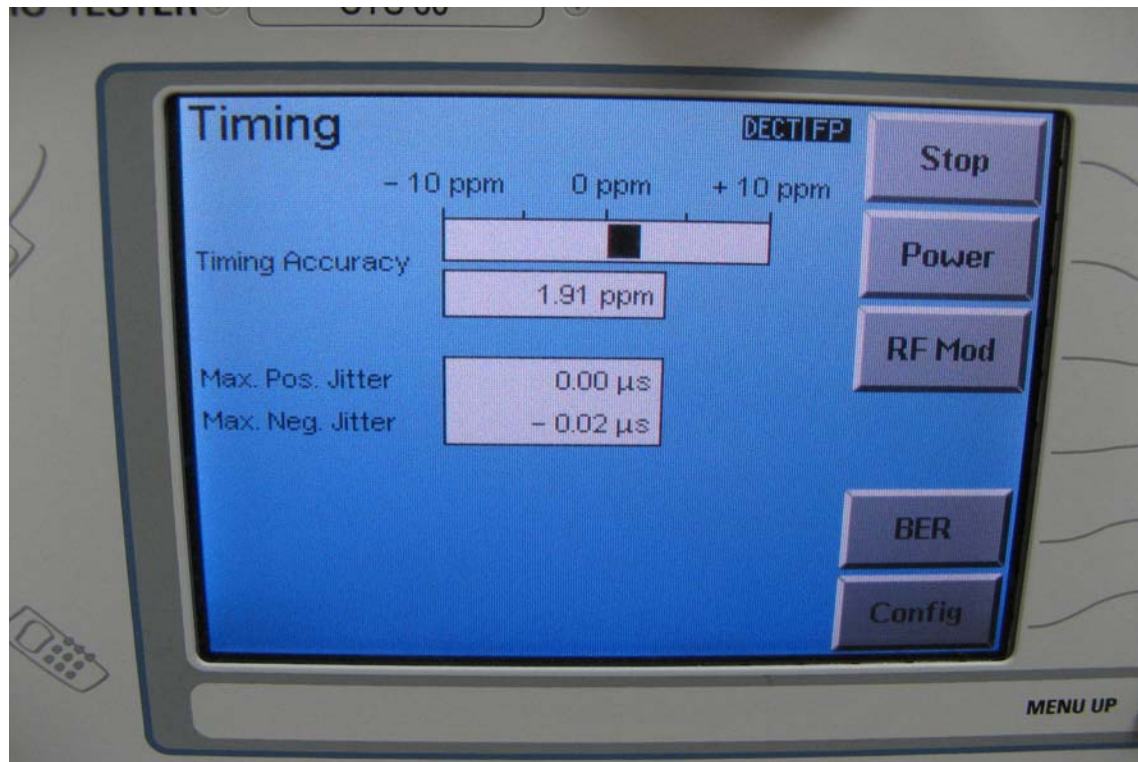 TESTER
Timing
DECT FP
Stop
– 10 ppm 0 ppm + 10 ppm
Power
Timing Accuracy
1.91 ppm
RF Mod
Max. Pos. Jitter 0.00 µs
Max. Neg. Jitter – 0.02 µs
BER
Config
MENU UP